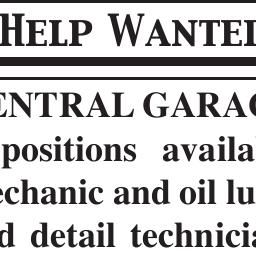 HELP WANTE
ENTRAL GARAG
positions availa
echanic and oil lu
d detail technicia